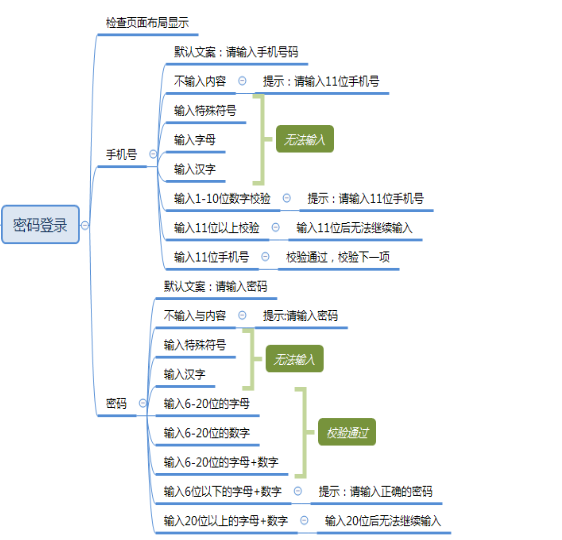 检查页面布局显示
默认文案：请输入手机号码
不输入内容
提示：请输入11位手机号
输入特殊符号
输入字母
无法输入
手机号
输入汉字
输入1-10位数字校验
提示：请输入11位手机号
密码登录
输入11位以上校验
输入11位后无法继续输入
输入11位手机号
校验通过，校验下一项
默认文案：请输入密码
不输入与内容
提示:请输入密码
输入特殊符号
无法输入
输入汉字
密码
输入6-20位的字母
输入6-20位的数字
校验通过
输入6-20位的字母+数字
输入6位以下的字母+数字
提示：请输入正确的密码
输入20位以上的字母+数字
输入20位后无法继续输入